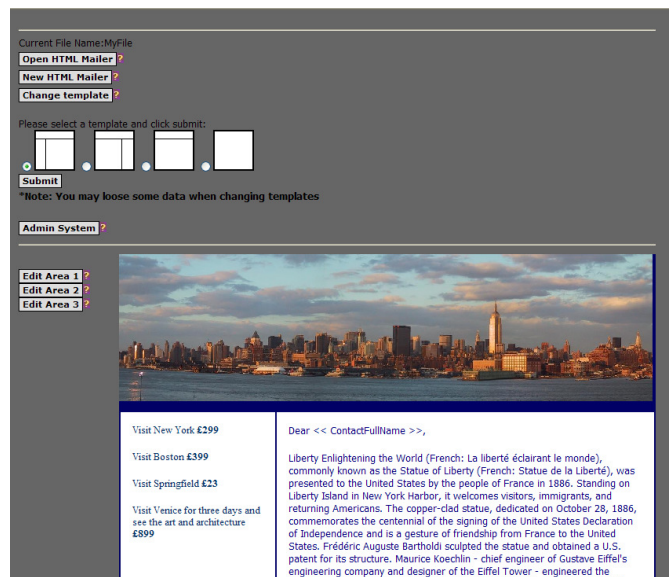 Current File Name:MyFile
Open HTML Mailer ?
New HTML Mailer ?
Change template ?
Please select a template and click submit:
Submit
*Note: You may loose some data when changing templates
Admin System ?
Edit Area 1 ?
Edit Area 2 ?
Edit Area 3 ?
Visit New York £299
Visit Boston £399
Visit Springfield £23
Visit Venice for three days and
see the art and architecture
£899
Dear << ContactFullName >>,
Liberty Enlightening the World (French: La liberté éclairant le monde),
commonly known as the Statue of Liberty (French: Statue de la Liberté), was
presented to the United States by the people of France in 1886. Standing on
Liberty Island in New York Harbor, it welcomes visitors, immigrants, and
returning Americans. The copper-clad statue, dedicated on October 28, 1886,
commemorates the centennial of the signing of the United States Declaration
of Independence and is a gesture of friendship from France to the United
States. Frédéric Auguste Bartholdi sculpted the statue and obtained a U.S.
patent for its structure. Maurice Koechlin - chief engineer of Gustave Eiffel's
engineering company and designer of the Eiffel Tower - engineered the